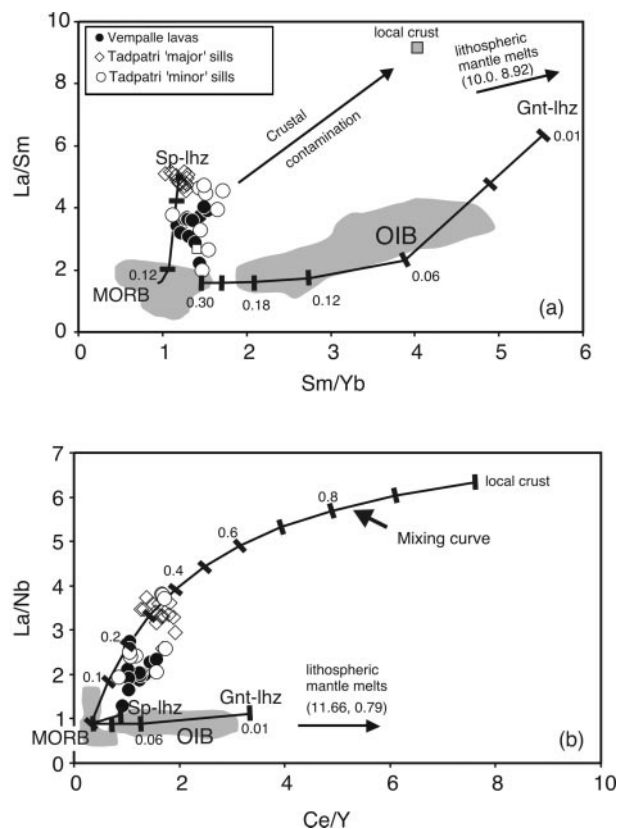 Vempalle lavas
Tadpatri 'major' sills
Tadpatri 'minor' sills
local crust
lithospheric
mantle melts
(10.0. 8.92)
Gnt-lhz
0.01
Crustal
contamination
Sp-lhz
OIB
0.12
MORB
0.30
0.18
0.12
0.06
(a)
10
8
6
4
2
0
La/Sm
0 1 2 3 4 5 6
Sm/Yb
7
6
5
4
3
2
1
0
La/Nb
local crust
0.8
Mixing curve
0.6
0.4
0.2
0.1
lithospheric
mantle melts
(11.66, 0.79)
Sp-lhz
Gnt-lhz
MORB
0.06
OIB
0.01
(b)
0 2 4 6 8 10
Ce/Y